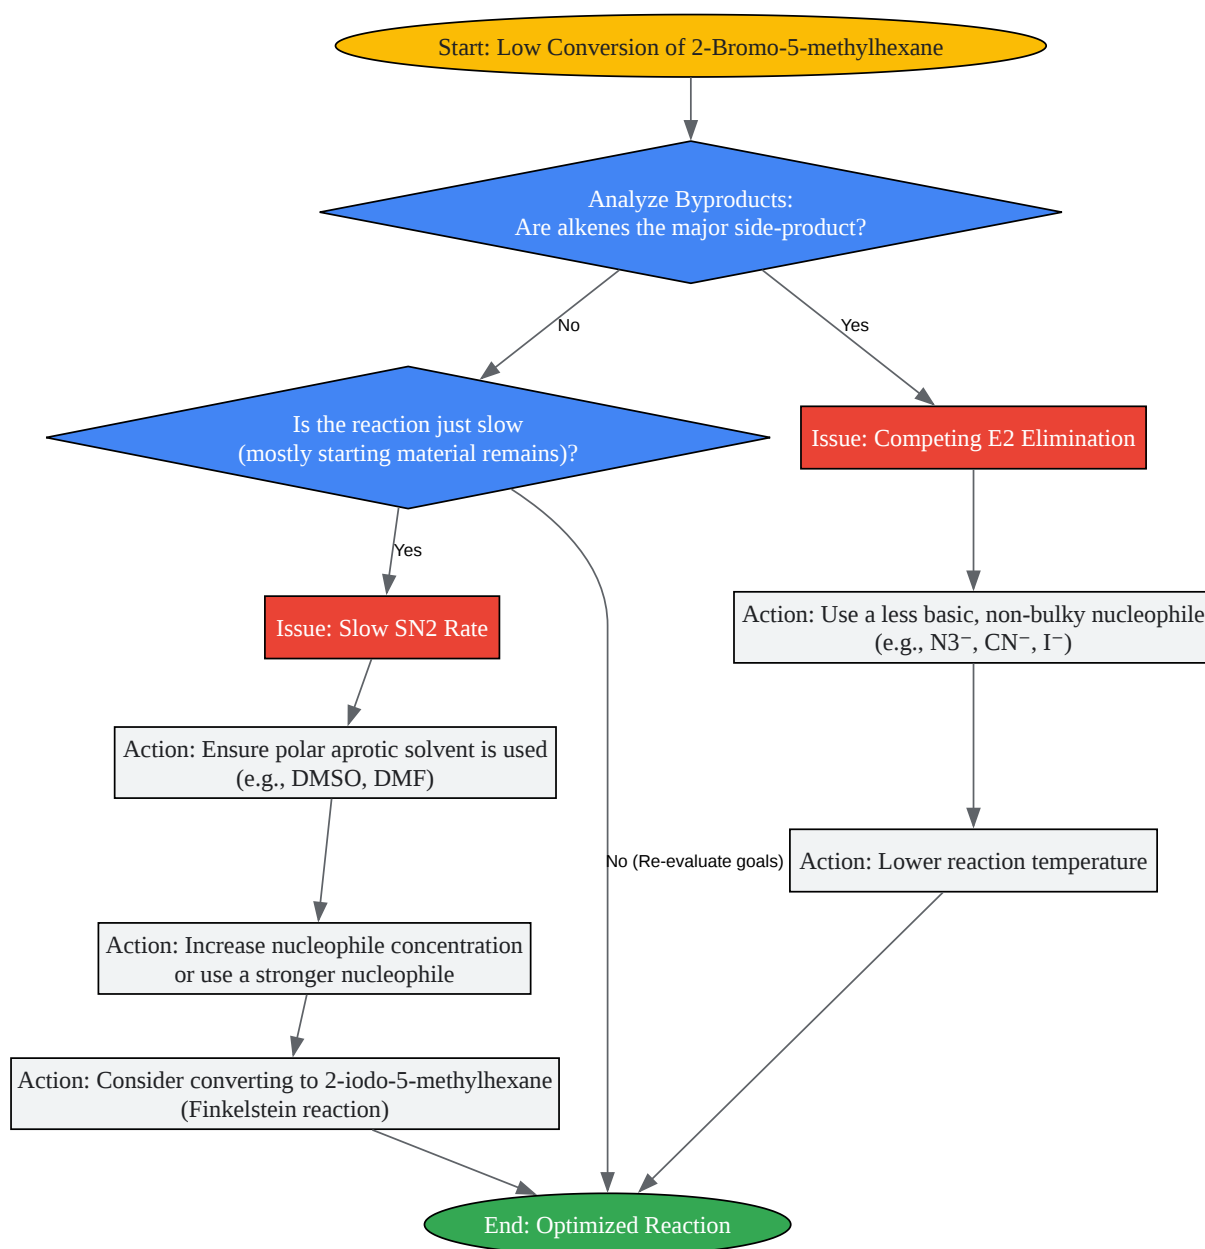 Start: Low Conversion of 2-Bromo-5-methylhexane
Analyze Byproducts:
Are alkenes the major side-product?
No
Yes
Is the reaction just slow
(mostly starting material remains)?
Issue: Competing E2 Elimination
Yes
Issue: Slow SN2 Rate
Action: Use a less basic, non-bulky nucleophile
(e.g., N3⁻, CN⁻, I⁻)
Action: Ensure polar aprotic solvent is used
(e.g., DMSO, DMF)
No (Re-evaluate goals)
Action: Lower reaction temperature
Action: Increase nucleophile concentration
or use a stronger nucleophile
Action: Consider converting to 2-iodo-5-methylhexane
(Finkelstein reaction)
End: Optimized Reaction